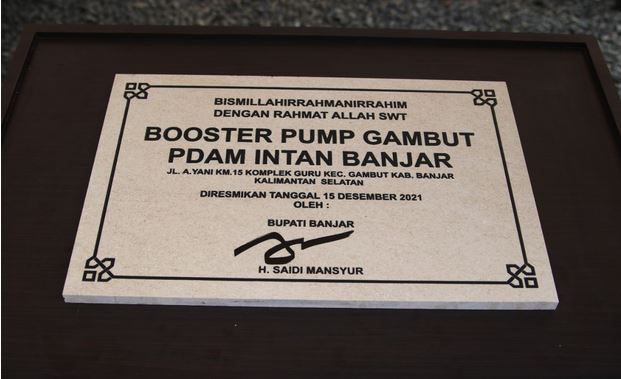 BISMILLAHIRRAHMANIRRAHIM
DENGAN RAHMAT ALLAH SWT
BOOSTER PUMP GAMBUT
PDAM INTAN BANJAR
JL. A.YANI KM.15 KOMPLEK GURU KEC. GAMBUT KAB. BANJAR
KALIMANTAN SELATAN
DIRESMIKAN TANGGAL 15 DESEMBER 2021
OLEH :
BUPATI BANJAR
H. SAIDI MANSYUR